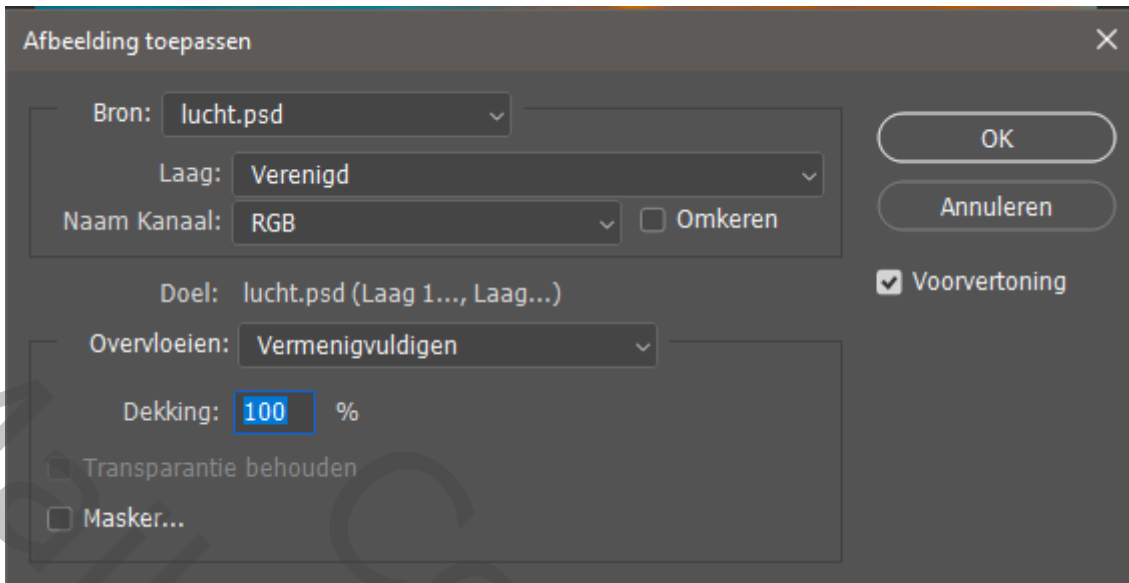 Afbeelding toepassen
Bron: lucht.psd
OK
Laag: Verenigd
Annuleren
Naam Kanaal: RGB Omkeren
Voorvertoning
Doel: lucht.psd (Laag 1..., Laag...)
Overvloeien: Vermenigvuldigen
Dekking: 100 %
Transparantie behouden
Masker...